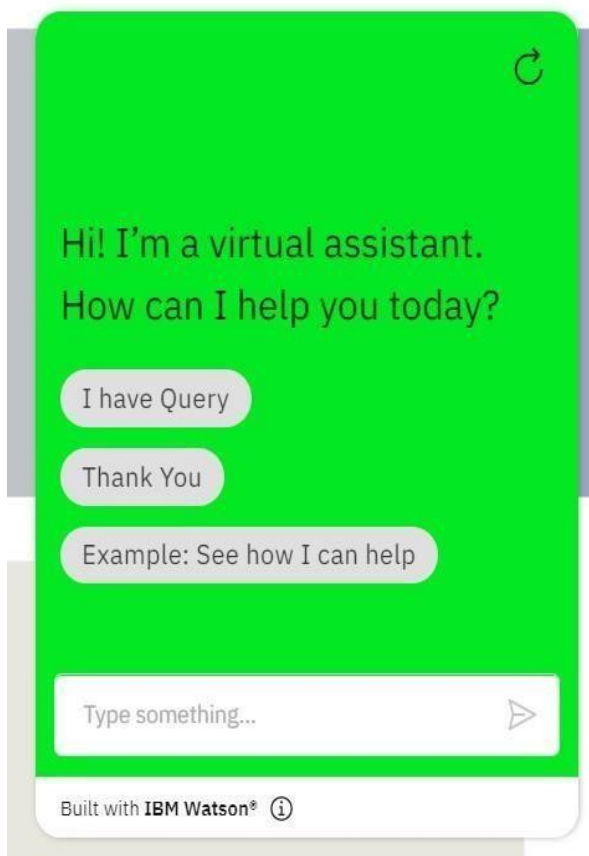 Hi! I’m a virtual assistant.
How can I help you today?
I have Query
Thank You
Example: See how I can help
Type something...
Built with IBM Watson®